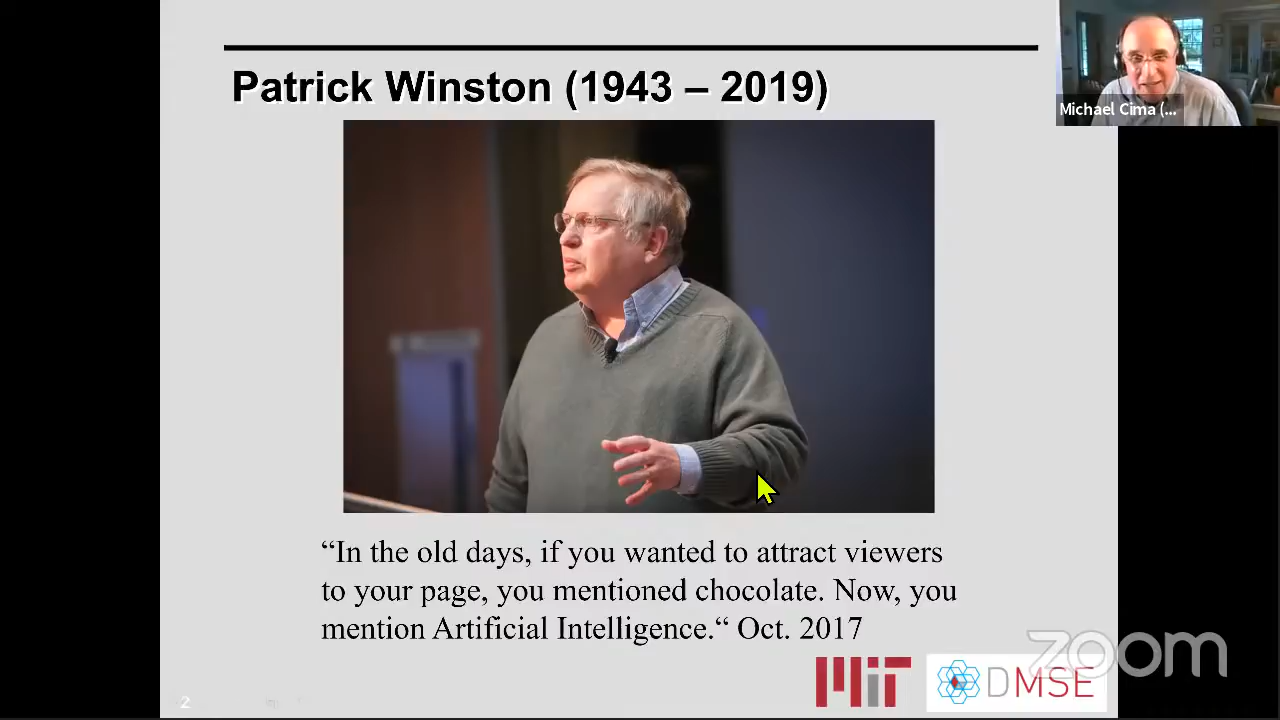 Patrick Winston (1943 – 2019)
Michael Cima (...
“In the old days, if you wanted to attract viewers
to your page, you mentioned chocolate. Now, you
mention Artificial Intelligence.“ Oct. 2017
zoom
MIT
DMSE
2